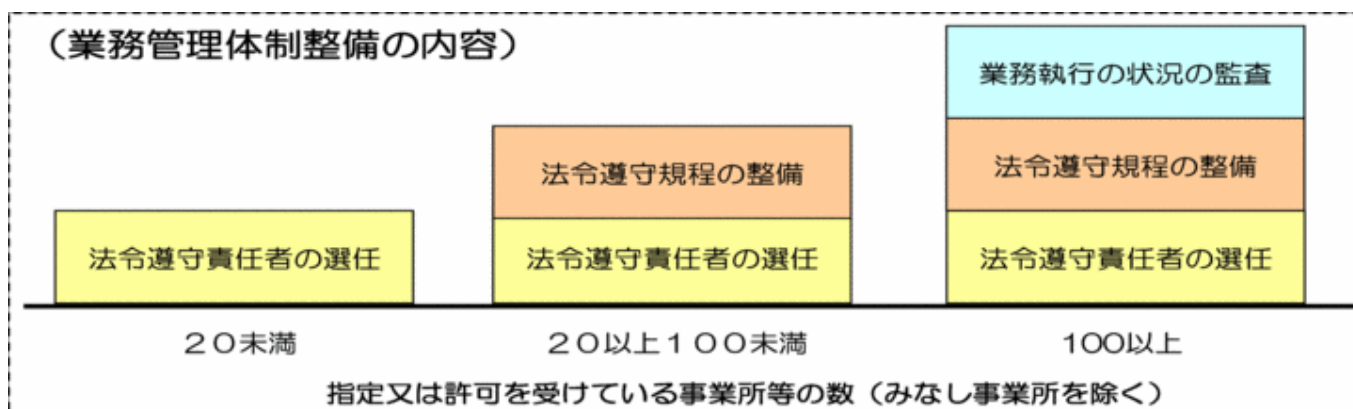 （業務管理体制整備の内容）
業務執行の状況の監査
法令遵守規程の整備
法令遵守規程の整備
法令遵守責任者の選任
法令遵守責任者の選任
法令遵守責任者の選任
２０未満
２０以上１００未満
100以上
指定又は許可を受けている事業所等の数（みなし事業所を除く）